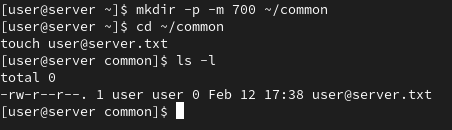 [user@server ~]$ mkdir -p -m 700 ~/common
[user@server ~]$ cd ~/common
touch user@server.txt
[user@server common]$ ls -l
total 0
-rw-r--r--. 1 user user 0 Feb 12 17:38 user@server.txt
[user@server common]$